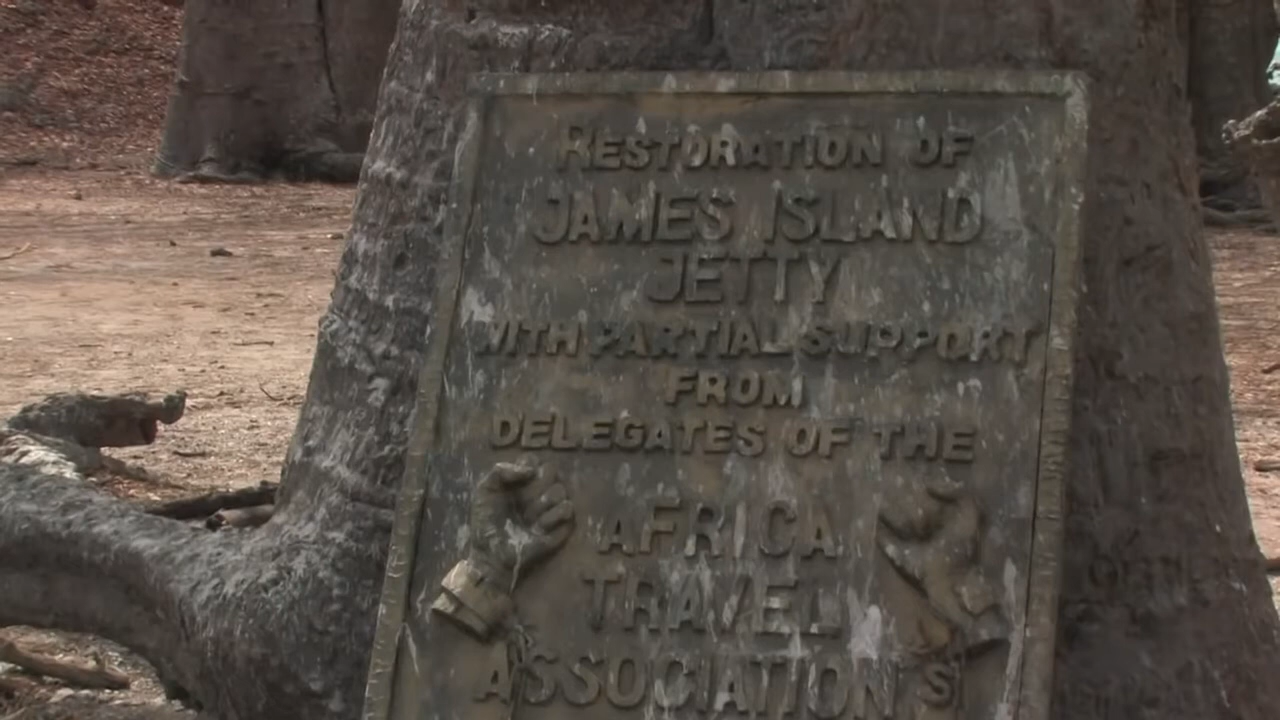 RESTORATION OF
JAMES ISLAND
JETTY
WITH PARTIAL SUPPORT
FROM
DELEGATES OF THE
AFRICA
TRAVEL
ASSOCIATION'S